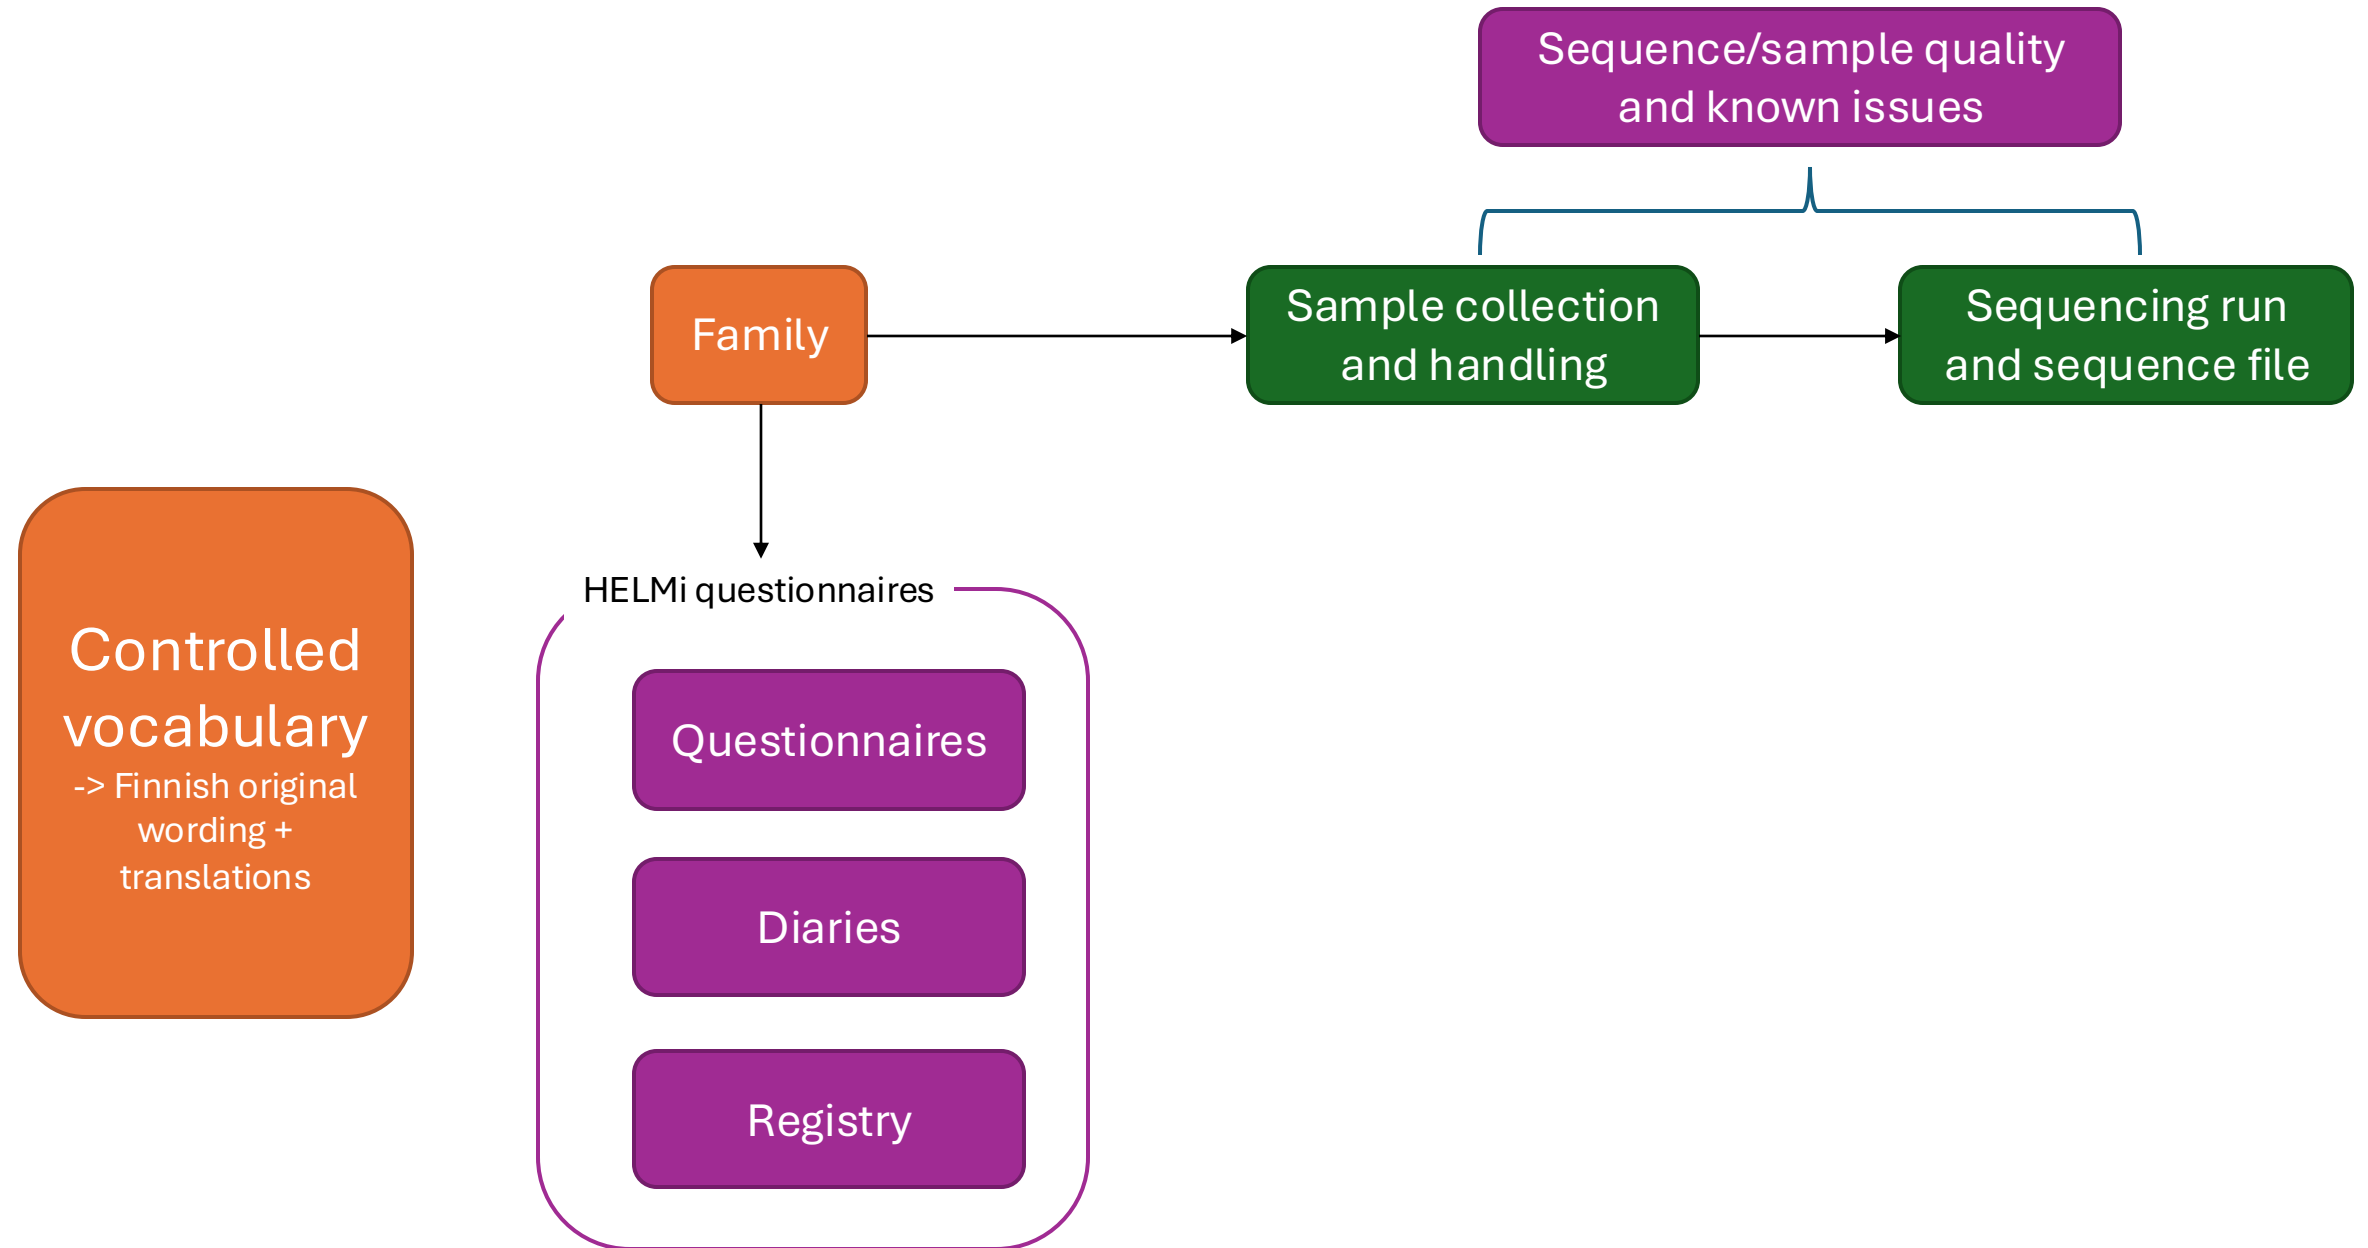 Sequence/sample quality
and known issues
Family
Sample collection
and handling
Sequencing run
and sequence file
Controlled
vocabulary
-> Finnish original
wording +
translations
HELMi questionnaires
Questionnaires
Diaries
Registry